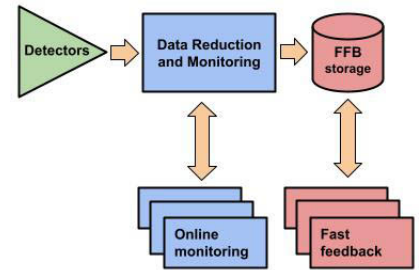 Detectors
Data Reduction
and Monitoring
FFB
storage
Online
monitoring
Fast
feedback